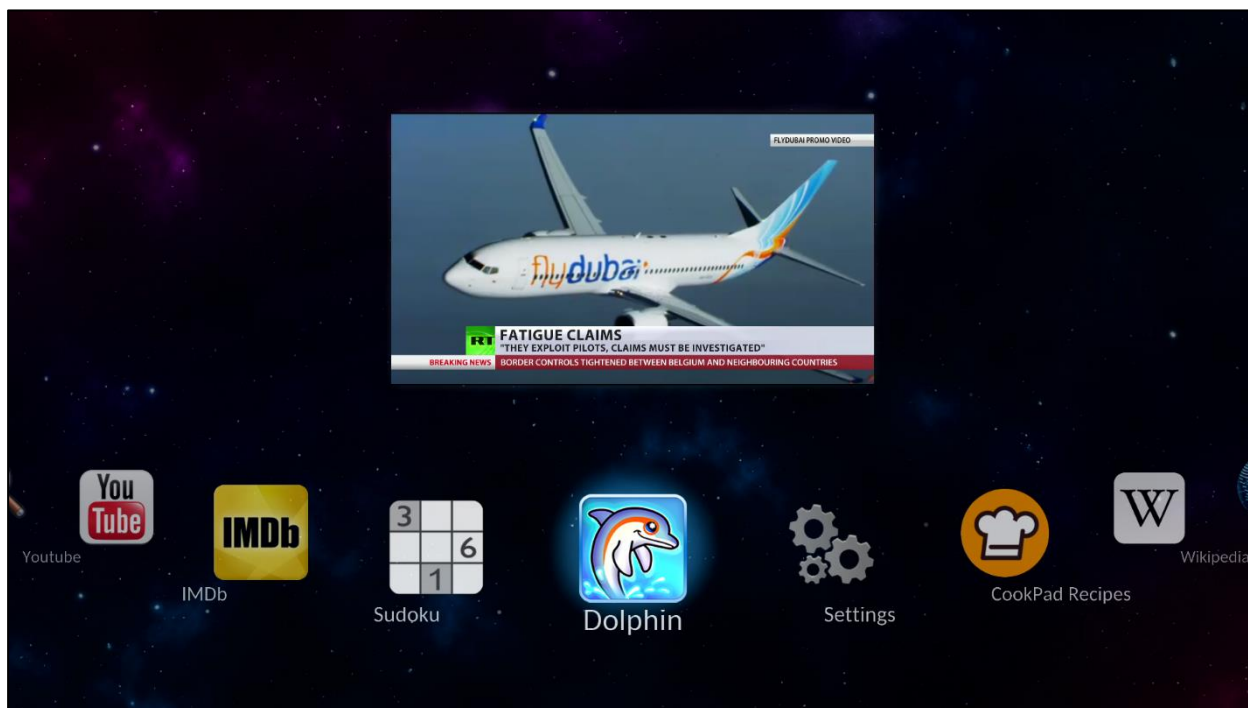 FLYDUBAI PROMO VIDEO
flydubai
RT
FATIGUE CLAIMS
"THEY EXPLOIT PILOTS, CLAIMS MUST BE INVESTIGATED"
BREAKING NEWS
BORDER CONTROLS TIGHTENED BETWEEN BELGIUM AND NEIGHBOURING COUNTRIES
You
Tube
Youtube
IMDb
IMDb
3
6
1
Sudoku
Dolphin
Settings
CookPad Recipes
W
Wikipedia